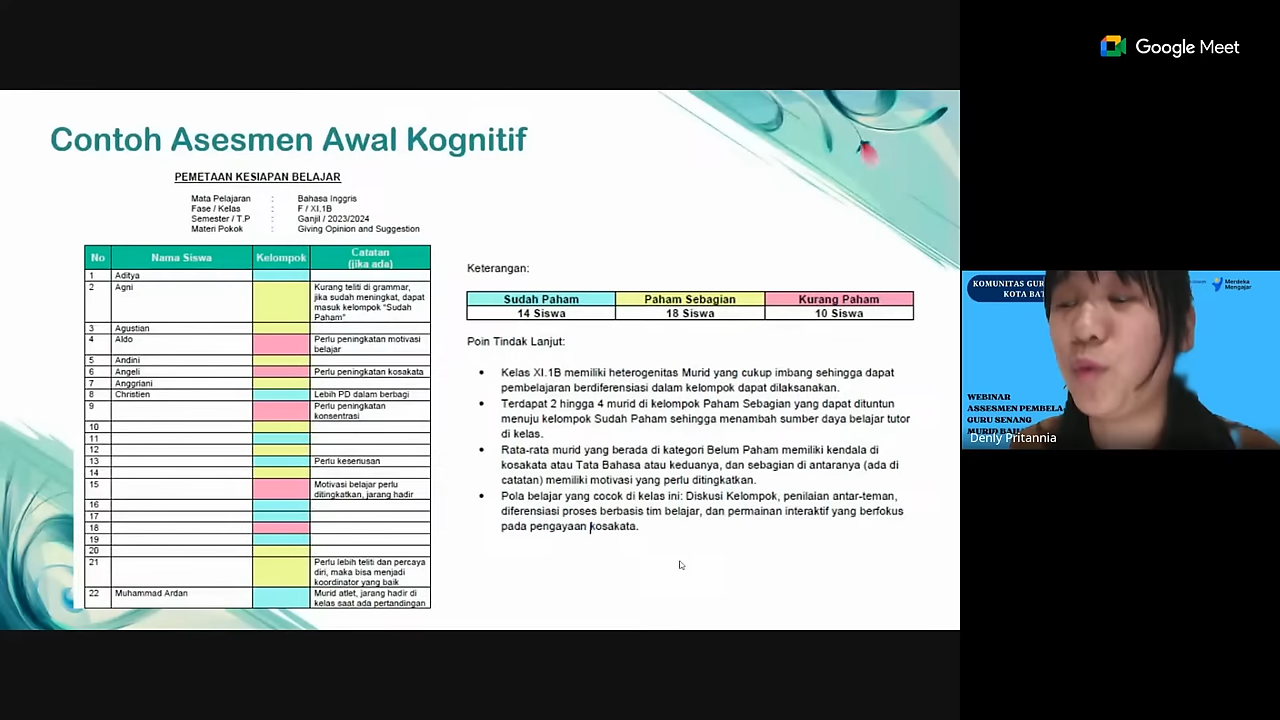 Google Meet
Contoh Asesmen Awal Kognitif
PEMETAAN KESIAPAN BELAJAR
Mata Pelajaran : Bahasa Inggris
Fase / Kelas : F / XI.1B
Semester / T.P : Ganjil / 2023/2024
Materi Pokok : Giving Opinion and Suggestion
No Nama Siswa Kelompok Catatan
(jika ada)
1 Aditya
2 Agni Kurang teliti di grammar,
jika sudah meningkat, dapat
masuk kelompok "Sudah
Paham"
3 Agustian
4 Aldo Perlu peningkatan motivasi
belajar
5 Andini
6 Angeli Perlu peningkatan kosakata
7 Anggriani
8 Christien Lebih PD dalam berbagi
9 Perlu peningkatan
konsentrasi
10
11
12
13 Perlu keseriusan
14
15 Motivasi belajar perlu
ditingkatkan, jarang hadir
16
17
18
19
20
21 Perlu lebih teliti dan percaya
diri, maka bisa menjadi
koordinator yang baik
22 Muhammad Ardan Murid atlet, jarang hadir di
kelas saat ada pertandingan
Keterangan:
Sudah Paham Paham Sebagian Kurang Paham
14 Siswa 18 Siswa 10 Siswa
Poin Tindak Lanjut:
• Kelas XI.1B memiliki heterogenitas Murid yang cukup imbang sehingga dapat
pembelajaran berdiferensiasi dalam kelompok dapat dilaksanakan.
• Terdapat 2 hingga 4 murid di kelompok Paham Sebagian yang dapat dituntun
menuju kelompok Sudah Paham sehingga menambah sumber daya belajar tutor
di kelas.
• Rata-rata murid yang berada di kategori Belum Paham memiliki kendala di
kosakata atau Tata Bahasa atau keduanya, dan sebagian di antaranya (ada di
catatan) memiliki motivasi yang perlu ditingkatkan.
• Pola belajar yang cocok di kelas ini: Diskusi Kelompok, penilaian antar-teman,
diferensiasi proses berbasis tim belajar, dan permainan interaktif yang berfokus
pada pengayaan kosakata.
KOMUNITAS GUR
KOTA BAT
Merdeka
Mengajar
WEBINAR
ASSESMEN PEMBELA
GURU SENANG
MURID BAH
Denly Pritannia